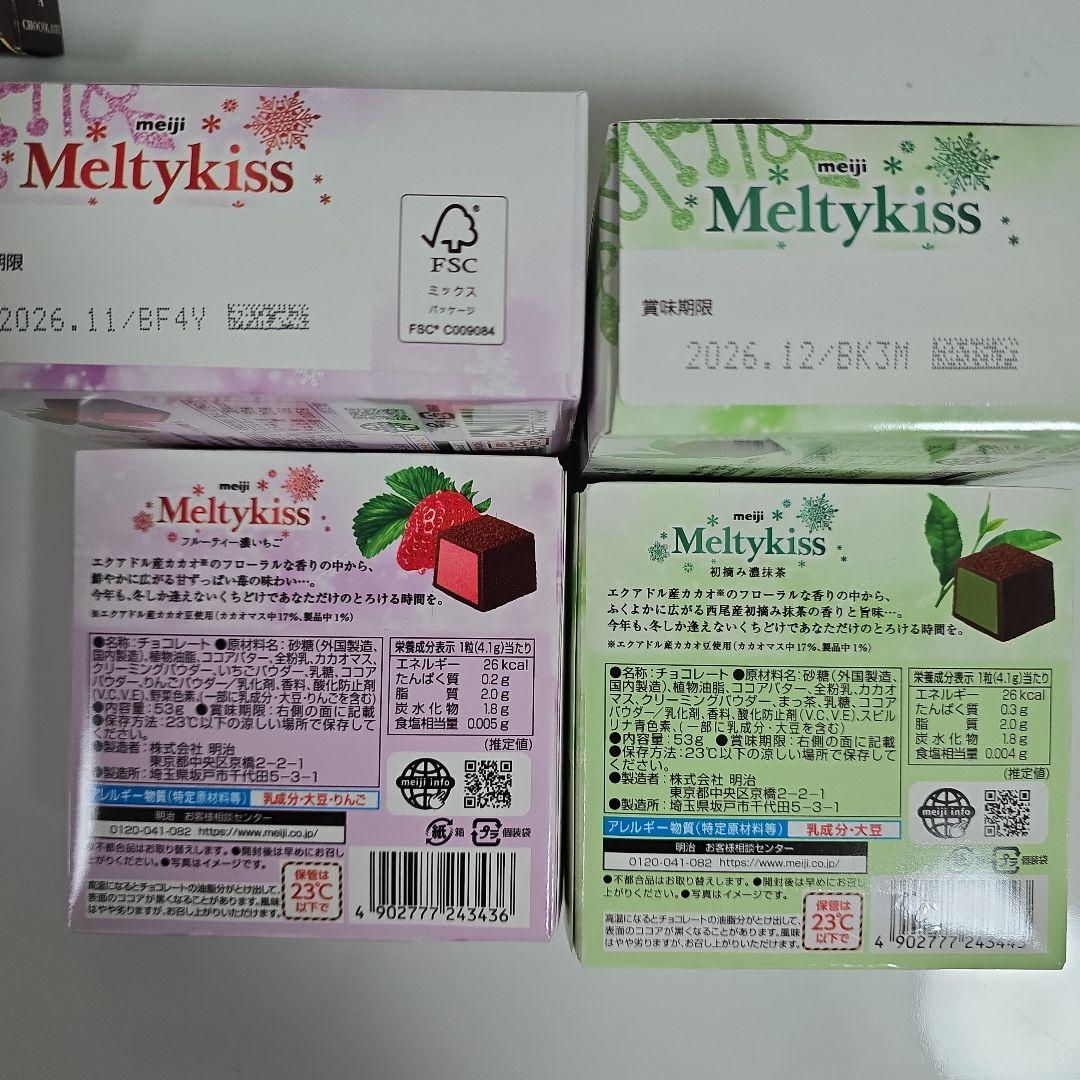 A
CHOCOLATE
meiji
Meltykiss
期限
2026.11/BF4Y
FSC®
ミックス
パッケージ
FSC® C009084
meiji
Meltykiss
賞味期限
2026.12/BK3M
meiji
Meltykiss
フルーティー濃いちご
エクアドル産カカオ※のフローラルな香りの中から、
鮮やかに広がる甘ずっぱい苺の味わい…。
今年も、冬しか逢えないくちどけであなただけのとろける時間を。
※エクアドル産カカオ豆使用(カカオマス中17%、製品中1%)
●名称:チョコレート ●原材料名:砂糖(外国製造、
国内製造)、植物油脂、ココアバター、全粉乳、カカオマス、
クリーミングパウダー、いちごパウダー、乳糖、ココア
パウダー、りんごパウダー/乳化剤、香料、酸化防止剤
(V.C,V.E)、野菜色素、(一部に乳成分・大豆・りんごを含む)
●内容量:53g ●賞味期限:右側の面に記載
●保存方法:23℃以下の涼しい場所で保存して
ください。
●製造者:株式会社 明治
東京都中央区京橋2-2-1
●製造所:埼玉県坂戸市千代田5-3-1
栄養成分表示 1粒(4.1g)当たり
エネルギー 26kcal
たんぱく質 0.2g
脂質 2.0g
炭水化物 1.8g
食塩相当量 0.005g
(推定値)
meiji info
アレルギー物質(特定原材料等) 乳成分・大豆・りんご
明治 お客様相談センター
0120-041-082 https://www.meiji.co.jp/
紙 箱 プラ 個装袋
●不都合品はお取り替えします。●開封後は早めにお召し
上がりください。●写真はイメージです。
高温になるとチョコレートの油脂分がとけ出して、
表面のココアが黒くなることがあります。風味
はやや劣りますが、お召し上がりいただけます。
保管は
23℃
以下で
4 902777 243436
meiji
Meltykiss
初摘み濃抹茶
エクアドル産カカオ※のフローラルな香りの中から、
ふくよかに広がる西尾産初摘み抹茶の香りと旨味…。
今年も、冬しか逢えないくちどけであなただけのとろける時間を。
※エクアドル産カカオ豆使用(カカオマス中17%、製品中1%)
●名称:チョコレート ●原材料名:砂糖(外国製造、
国内製造)、植物油脂、ココアバター、全粉乳、カカオ
マス、クリーミングパウダー、まっ茶、乳糖、ココア
パウダー/乳化剤、香料、酸化防止剤(V.C,V.E)、スピル
リナ青色素、(一部に乳成分・大豆を含む)
●内容量:53g ●賞味期限:右側の面に記載
●保存方法:23℃以下の涼しい場所で保存して
ください。
●製造者:株式会社 明治
東京都中央区京橋2-2-1
●製造所:埼玉県坂戸市千代田5-3-1
栄養成分表示 1粒(4.1g)当たり
エネルギー 26kcal
たんぱく質 0.3g
脂質 2.0g
炭水化物 1.8g
食塩相当量 0.004g
(推定値)
meiji info
アレルギー物質(特定原材料等) 乳成分・大豆
明治 お客様相談センター
0120-041-082 https://www.meiji.co.jp/
プラ 個装袋
●不都合品はお取り替えします。●開封後は早めにお召し
上がりください。●写真はイメージです。
高温になるとチョコレートの油脂分がとけ出して、
表面のココアが黒くなることがあります。風味
はやや劣りますが、お召し上がりいただけます。
保管は
23℃
以下で
4 902777 243443